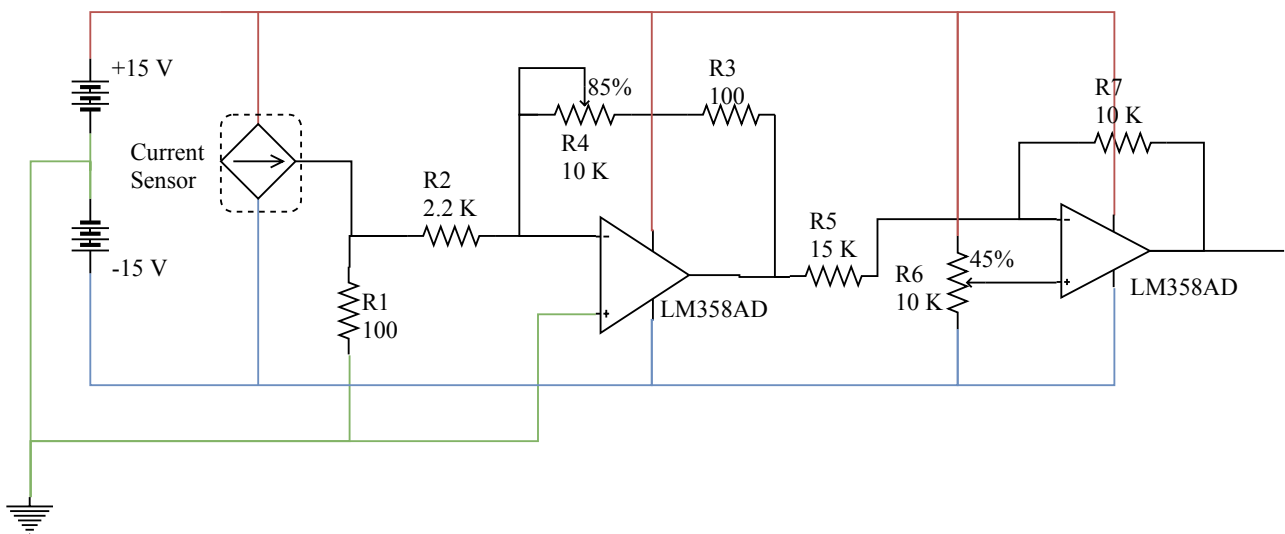 +15 V
-15 V
Current
Sensor
R1
100
R2
2.2 K
85%
R4
10 K
R3
100
LM358AD
R5
15 K
R6
10 K
45%
R7
10 K
LM358AD